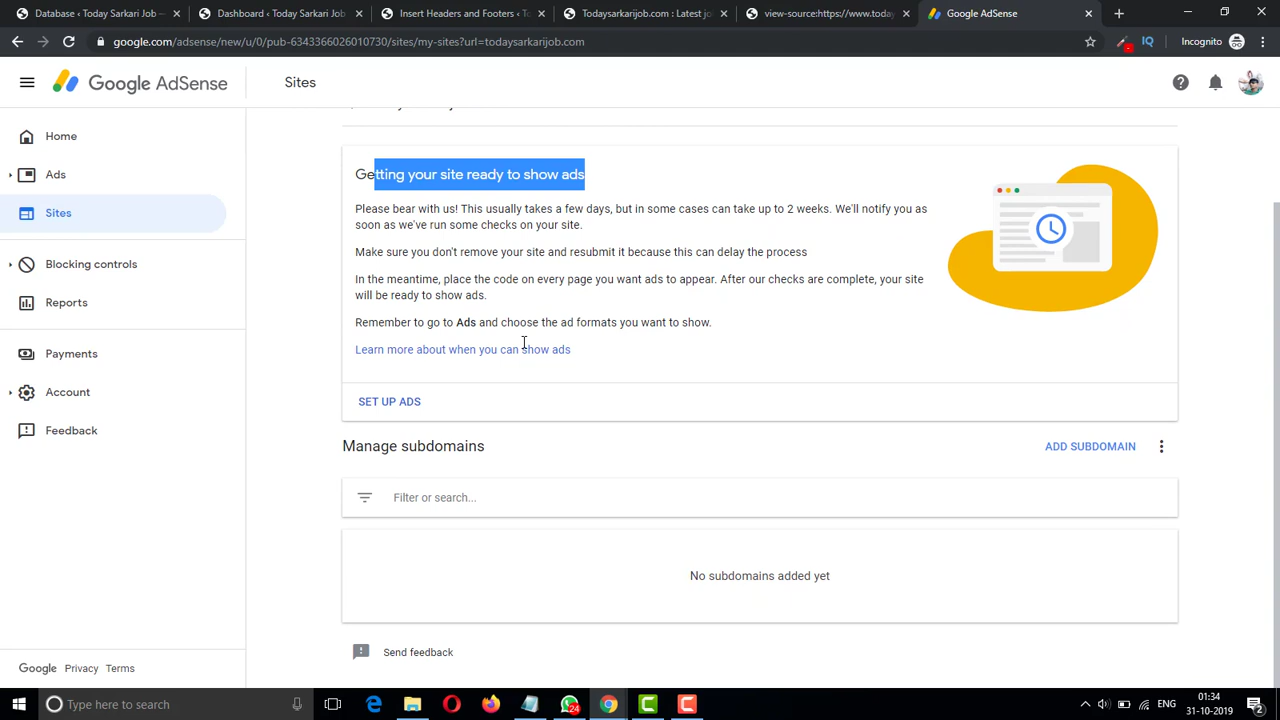 Database ‹ Today Sarkari Job —
Dashboard ‹ Today Sarkari Job
Insert Headers and Footers ‹ To
Todaysarkarijob.com : Latest jo
view-source:https://www.today
Google AdSense
google.com/adsense/new/u/0/pub-6343366026010730/sites/my-sites?url=todaysarkarijob.com
IQ
Incognito
Google AdSense
Sites
Home
Ads
Sites
Blocking controls
Reports
Payments
Account
Feedback
Google Privacy Terms
Getting your site ready to show ads
Please bear with us! This usually takes a few days, but in some cases can take up to 2 weeks. We'll notify you as
soon as we've run some checks on your site.
Make sure you don't remove your site and resubmit it because this can delay the process
In the meantime, place the code on every page you want ads to appear. After our checks are complete, your site
will be ready to show ads.
Remember to go to Ads and choose the ad formats you want to show.
Learn more about when you can show ads
SET UP ADS
Manage subdomains
ADD SUBDOMAIN
Filter or search...
No subdomains added yet
Send feedback
Type here to search
24
ENG
01:34
31-10-2019
2